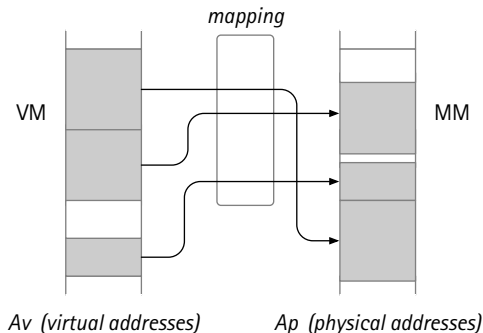 mapping
VM
MM
Av (virtual addresses)
Ap (physical addresses)